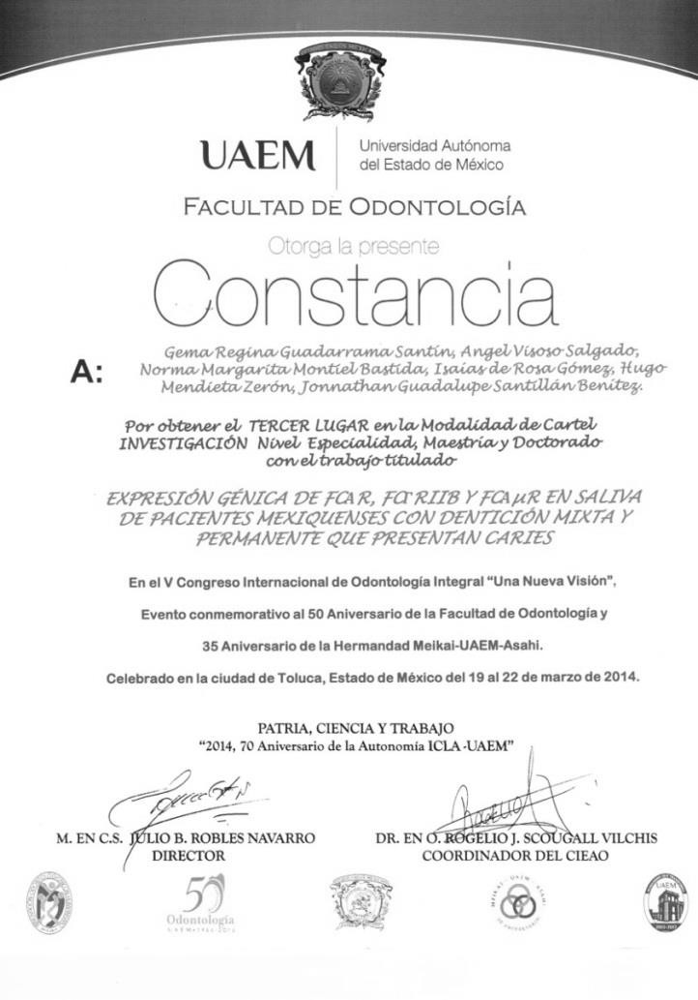 UAEM
Universidad Autónoma
del Estado de México
FACULTAD DE ODONTOLOGÍA
Otorga la presente
Constancia
A:
Gema Regina Guadarrama Santín, Angel Visoso Salgado,
Norma Margarita Montiel Bastida, Isaías de Rosa Gómez, Hugo
Mendieta Zerón, Jonnathan Guadalupe Santillán Benítez.
Por obtener el TERCER LUGAR en la Modalidad de Cartel
INVESTIGACIÓN Nivel Especialidad, Maestría y Doctorado
con el trabajo titulado
EXPRESIÓN GÉNICA DE FCAR, FCΓRIIB Y FCAμR EN SALIVA
DE PACIENTES MEXIQUENSES CON DENTICIÓN MIXTA Y
PERMANENTE QUE PRESENTAN CARIES
En el V Congreso Internacional de Odontología Integral “Una Nueva Visión”,
Evento conmemorativo al 50 Aniversario de la Facultad de Odontología y
35 Aniversario de la Hermandad Meikai-UAEM-Asahi.
Celebrado en la ciudad de Toluca, Estado de México del 19 al 22 de marzo de 2014.
PATRIA, CIENCIA Y TRABAJO
“2014, 70 Aniversario de la Autonomía ICLA -UAEM”
M. EN C.S. JULIO B. ROBLES NAVARRO
DIRECTOR
DR. EN O. ROGELIO J. SCOUGALL VILCHIS
COORDINADOR DEL CIEAO
50
Odontología
MEIKAI - UAEM - ASAHI
UAEM